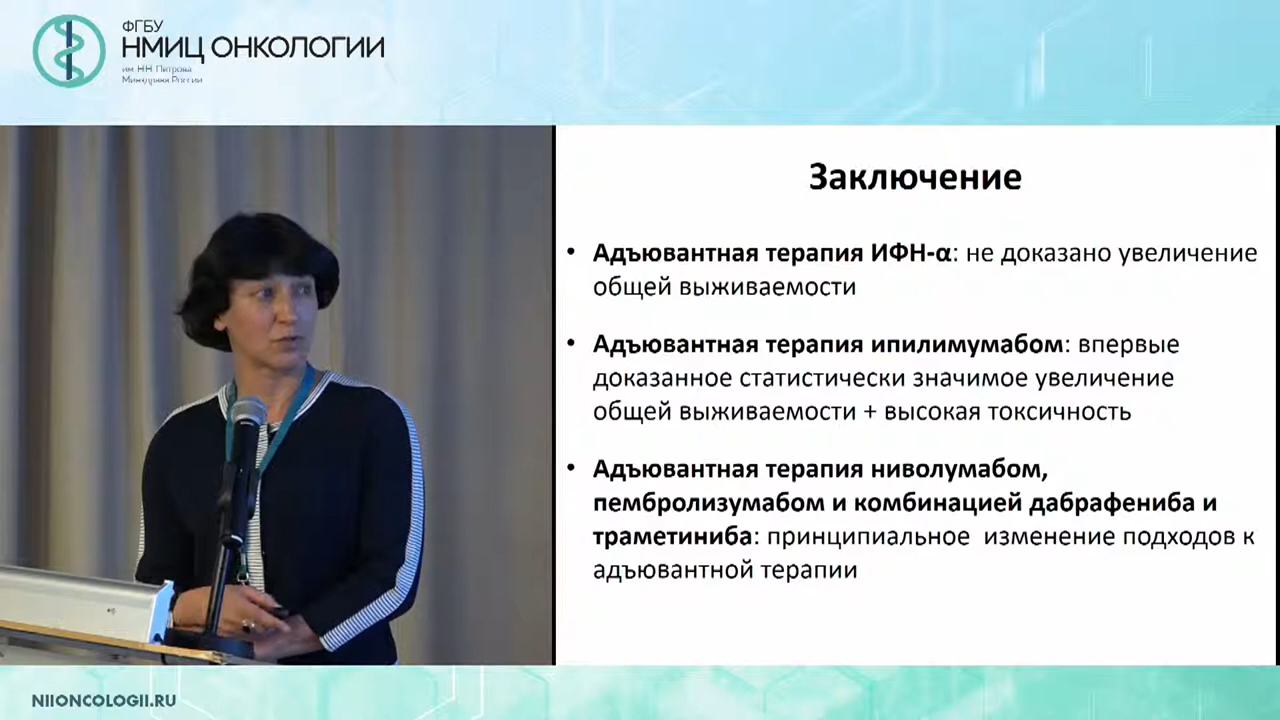 ФГБУ
НМИЦ ОНКОЛОГИИ
им. Н.Н. Петрова
Минздрава России
Заключение
• Адъювантная терапия ИФН-α: не доказано увеличение
общей выживаемости
• Адъювантная терапия ипилимумабом: впервые
доказанное статистически значимое увеличение
общей выживаемости + высокая токсичность
• Адъювантная терапия ниволумабом,
пембролизумабом и комбинацией дабрафениба и
траметиниба: принципиальное изменение подходов к
адъювантной терапии
NIIONCOLOGII.RU